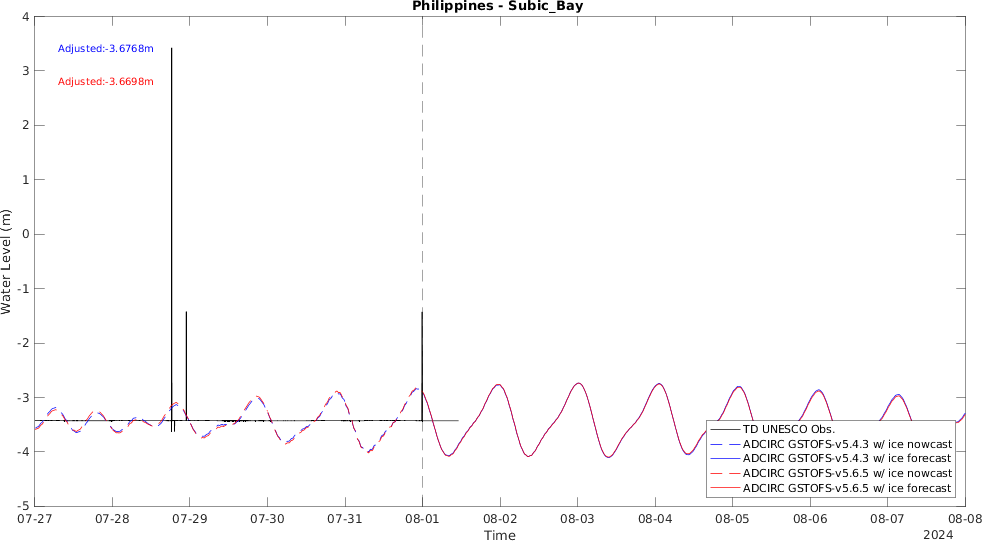 Philippines - Subic_Bay
Adjusted:-3.6768m
Adjusted:-3.6698m
Water Level (m)
4
3
2
1
0
-1
-2
-3
-4
-5
TD UNESCO Obs.
ADCIRC GSTOFS-v5.4.3 w/ ice nowcast
ADCIRC GSTOFS-v5.4.3 w/ ice forecast
ADCIRC GSTOFS-v5.6.5 w/ ice nowcast
ADCIRC GSTOFS-v5.6.5 w/ ice forecast
07-27 07-28 07-29 07-30 07-31 08-01 08-02 08-03 08-04 08-05 08-06 08-07 08-08
Time
2024